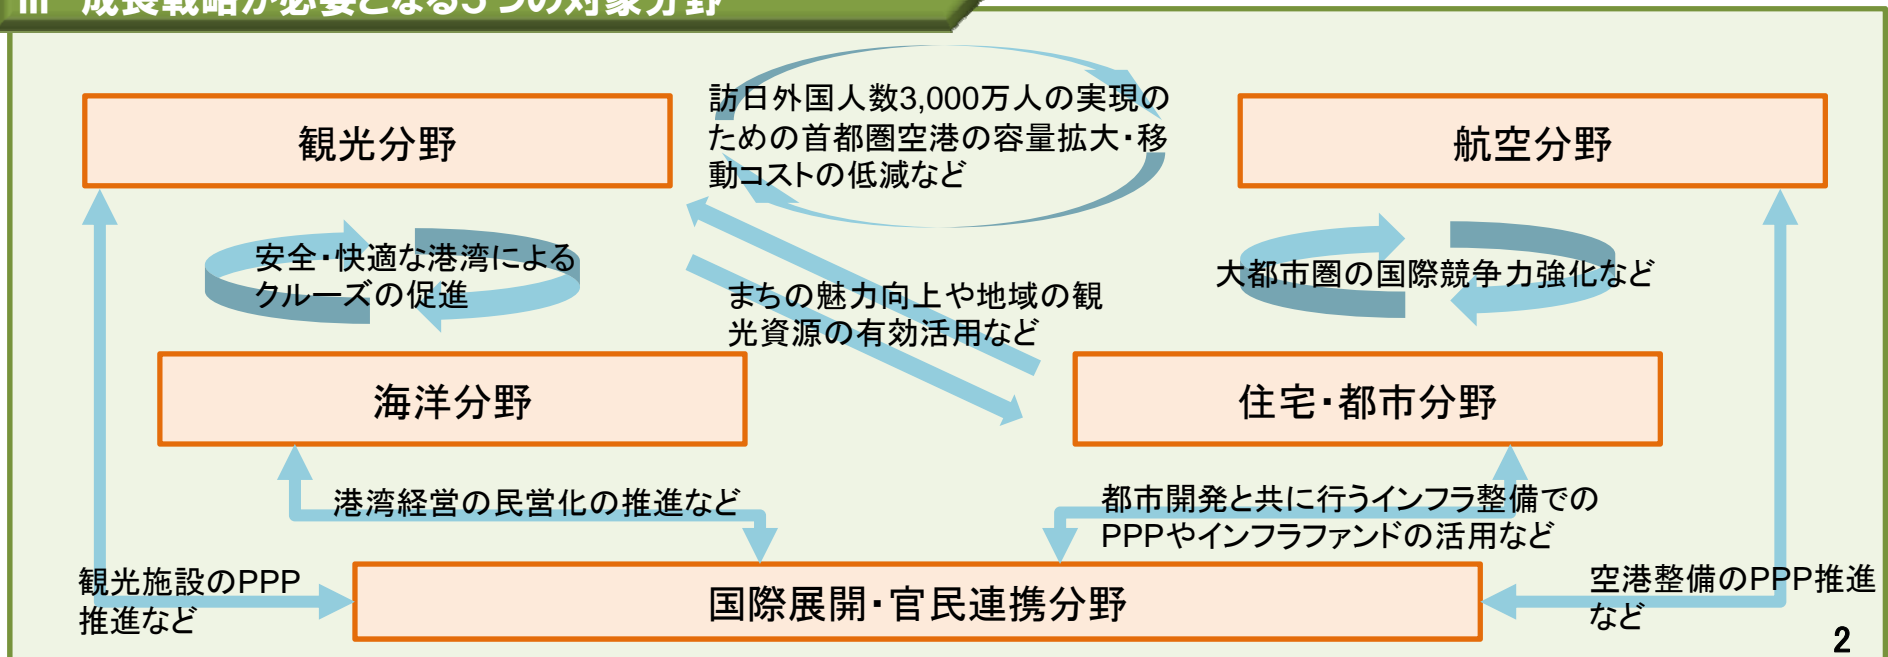 ⅲ 成長戦略が必要となる5つの対象分野
観光分野
訪日外国人数3,000万人の実現の
ための首都圏空港の容量拡大・移
動コストの低減など
航空分野
安全・快適な港湾による
クルーズの促進
まちの魅力向上や地域の観
光資源の有効活用など
大都市圏の国際競争力強化など
海洋分野
住宅・都市分野
港湾経営の民営化の推進など
都市開発と共に行うインフラ整備での
PPPやインフラファンドの活用など
観光施設のPPP
推進など
国際展開・官民連携分野
空港整備のPPP推進
など
2